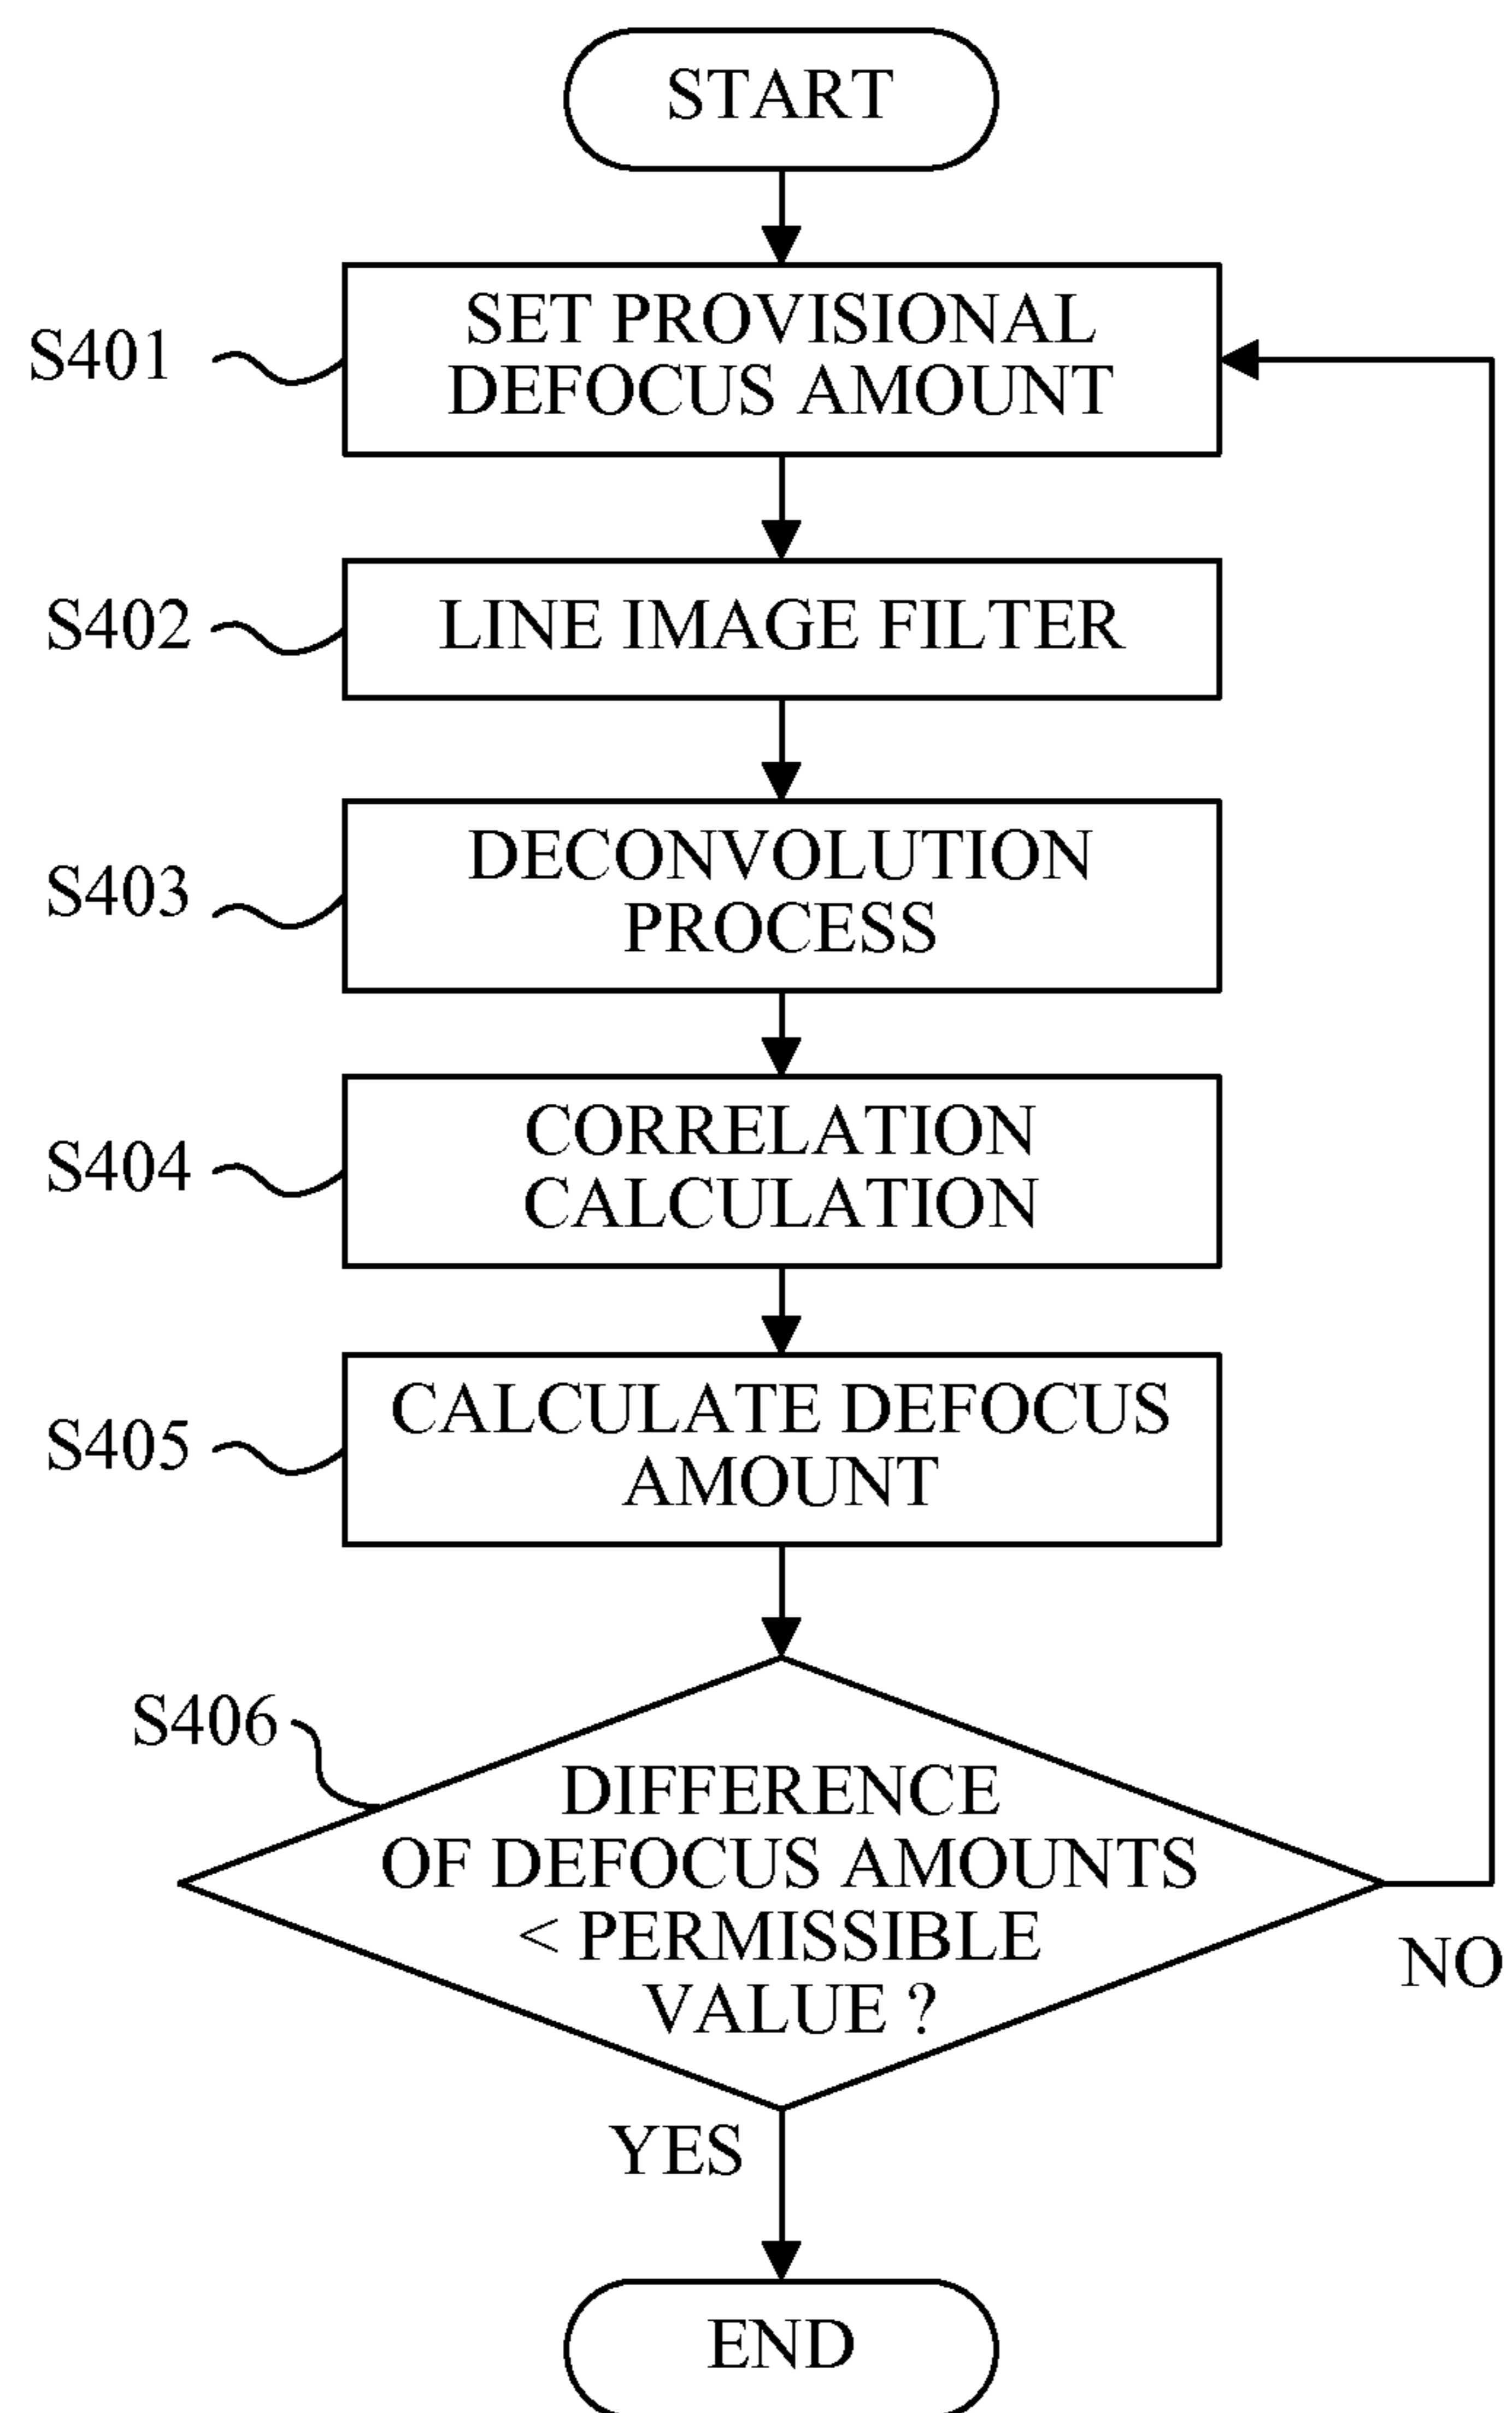 START
S401
SET PROVISIONAL
DEFOCUS AMOUNT
S402
LINE IMAGE FILTER
S403
DECONVOLUTION
PROCESS
S404
CORRELATION
CALCULATION
S405
CALCULATE DEFOCUS
AMOUNT
S406
DIFFERENCE
OF DEFOCUS AMOUNTS
< PERMISSIBLE
VALUE ?
NO
YES
END